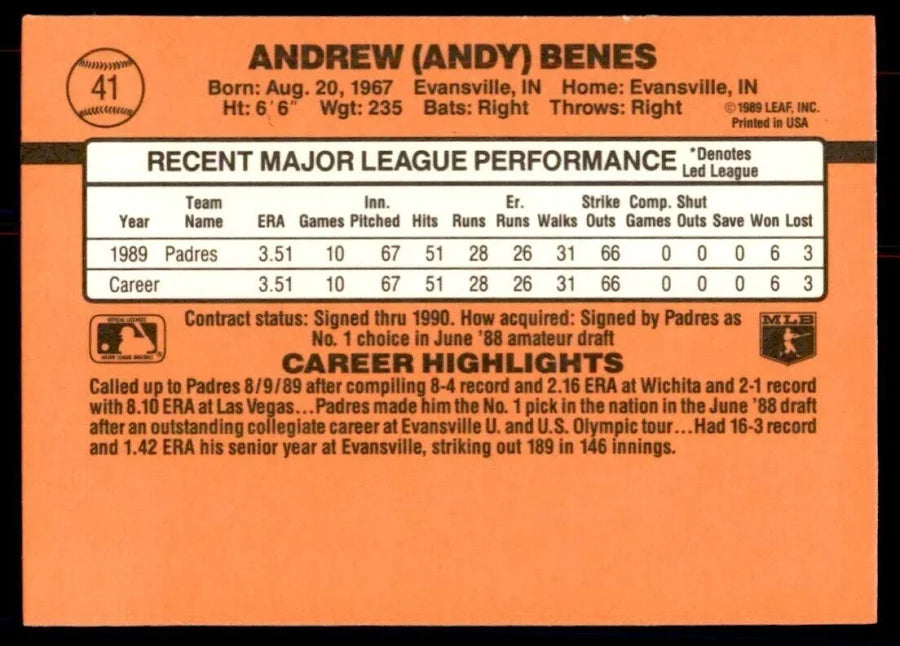 41
ANDREW (ANDY) BENES
Born: Aug. 20, 1967 Evansville, IN Home: Evansville, IN
Ht: 6'6" Wgt: 235 Bats: Right Throws: Right
©1989 LEAF, INC.
Printed in USA
RECENT MAJOR LEAGUE PERFORMANCE
*Denotes
Led League
Team Inn. Er. Strike Comp. Shut
Year Name ERA Games Pitched Hits Runs Runs Walks Outs Games Outs Save Won Lost
1989 Padres 3.51 10 67 51 28 26 31 66 0 0 0 6 3
Career 3.51 10 67 51 28 26 31 66 0 0 0 6 3
OFFICIAL LICENSEE
MAJOR LEAGUE BASEBALL
Contract status: Signed thru 1990. How acquired: Signed by Padres as
No. 1 choice in June '88 amateur draft
MLB
CAREER HIGHLIGHTS
Called up to Padres 8/9/89 after compiling 8-4 record and 2.16 ERA at Wichita and 2-1 record
with 8.10 ERA at Las Vegas...Padres made him the No. 1 pick in the nation in the June '88 draft
after an outstanding collegiate career at Evansville U. and U.S. Olympic tour...Had 16-3 record
and 1.42 ERA his senior year at Evansville, striking out 189 in 146 innings.